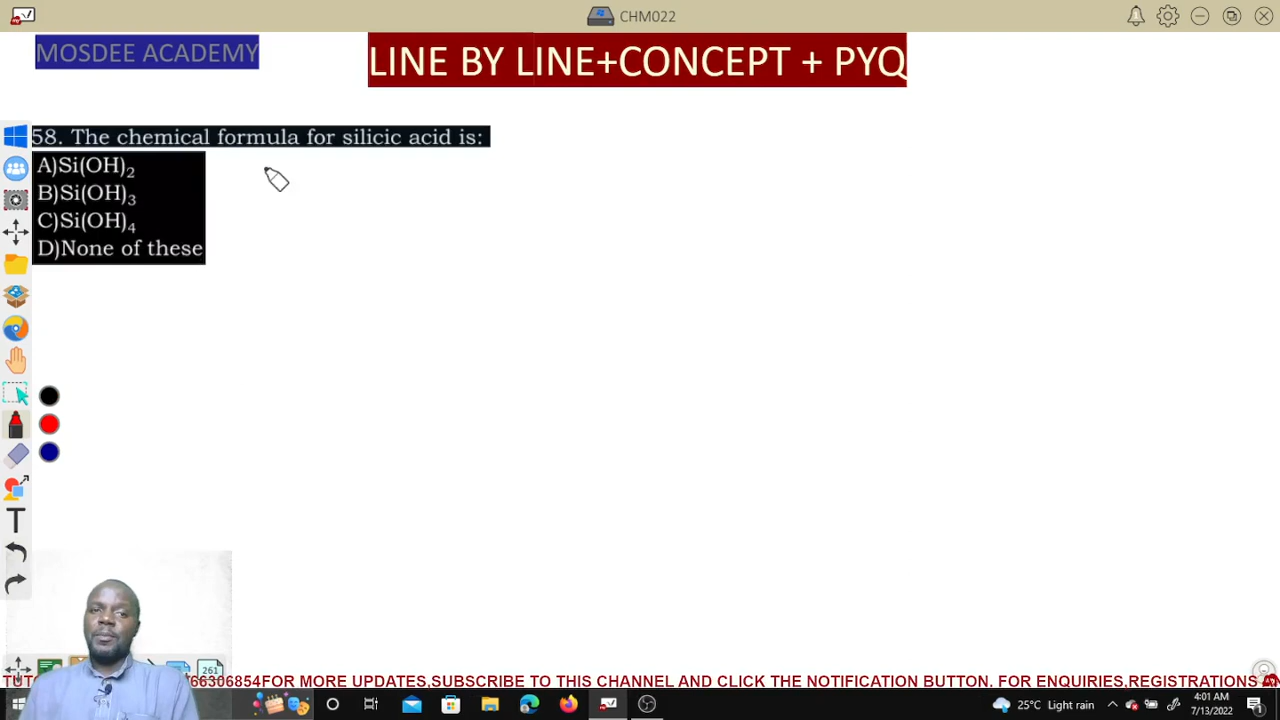 CHM022
MOSDEE ACADEMY
LINE BY LINE+CONCEPT + PYQ
58. The chemical formula for silicic acid is:
A)Si(OH)₂
B)Si(OH)₃
C)Si(OH)₄
D)None of these
T
261
66306854FOR MORE UPDATES,SUBSCRIBE TO THIS CHANNEL AND CLICK THE NOTIFICATION BUTTON. FOR ENQUIRIES,REGISTRATIONS
25°C Light rain
4:01 AM
7/13/2022